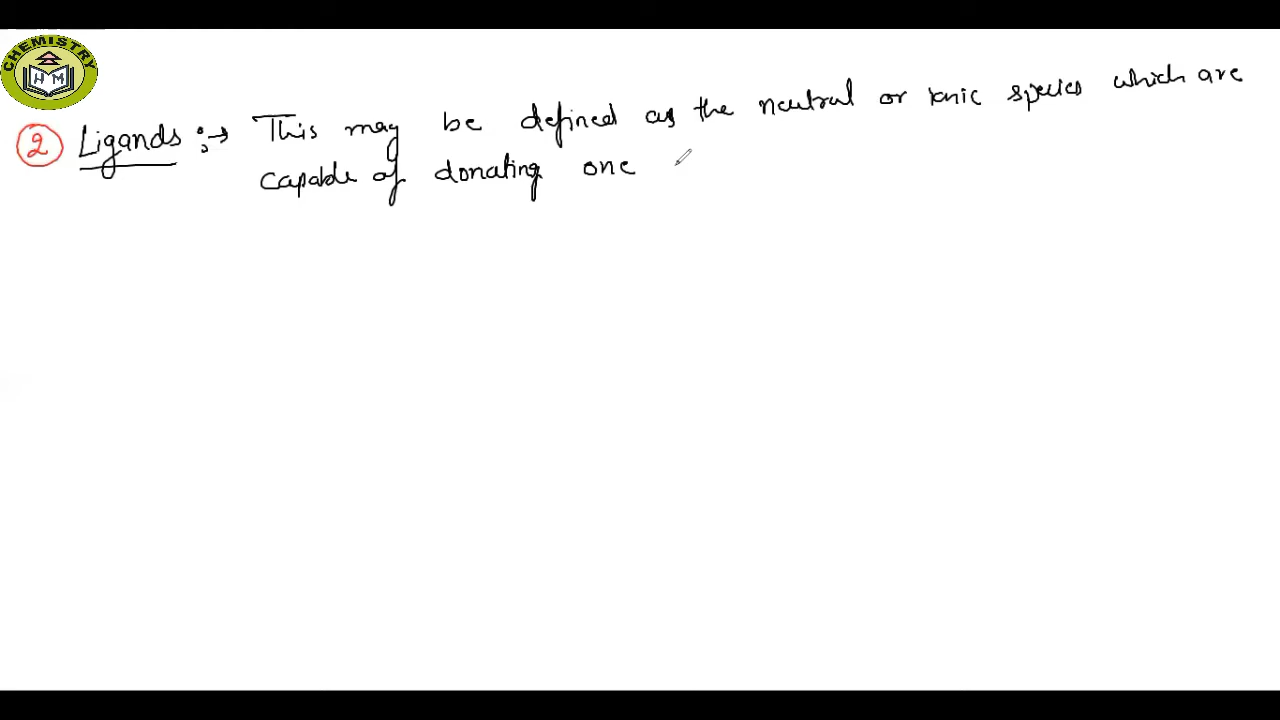 CHEMISTRY
H M
2 Ligands :→ This may be defined as the neutral or ionic species which are
capable of donating one